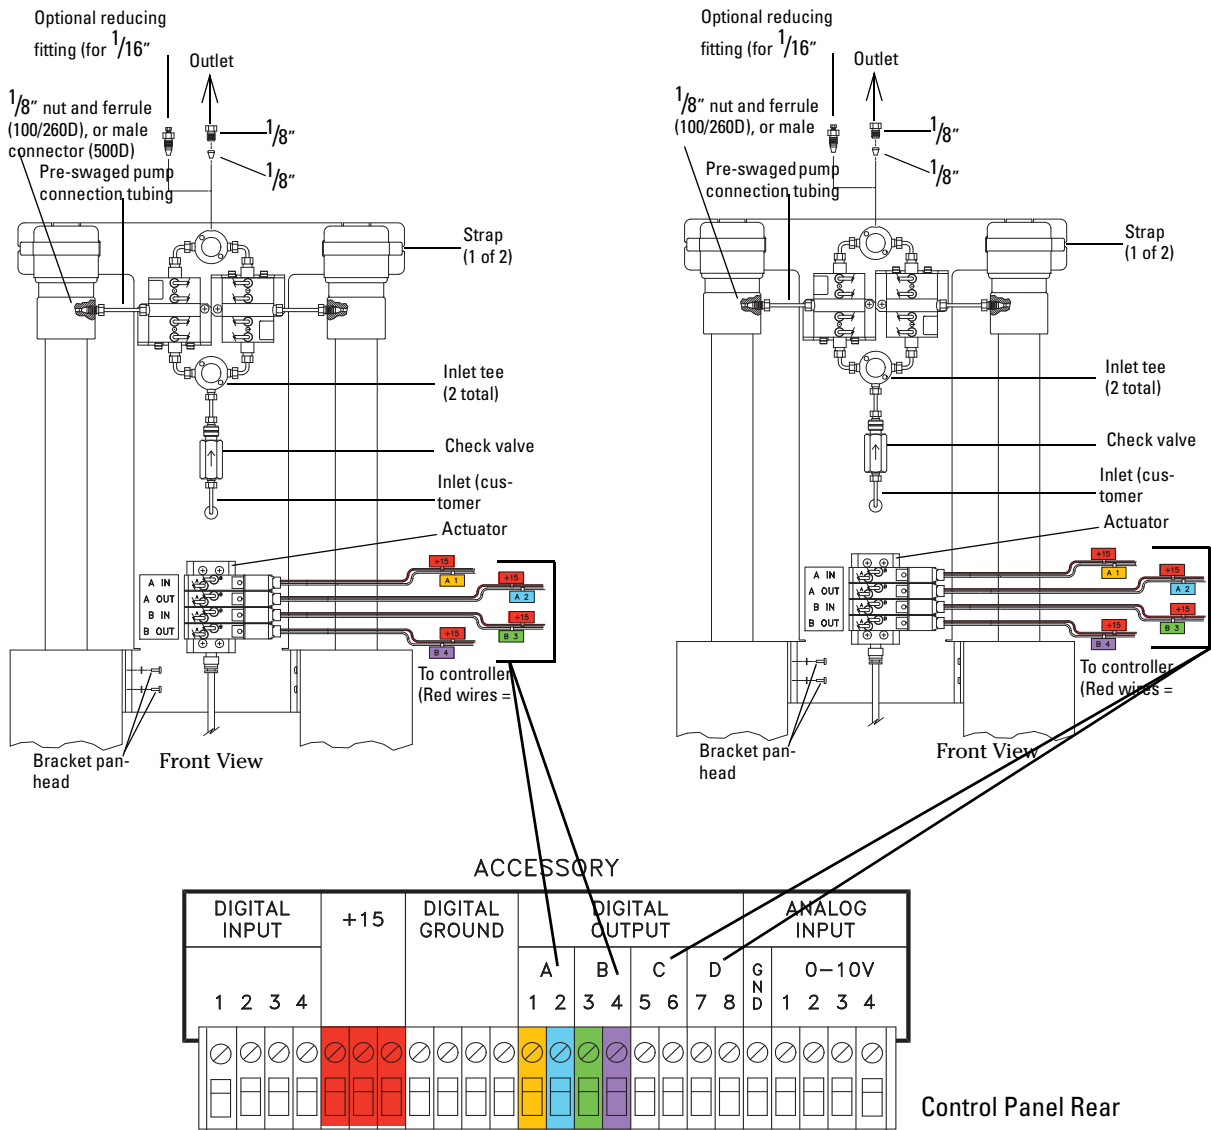 Optional reducing
fitting (for 1/16”
Outlet
1/8” nut and ferrule
(100/260D), or male
connector (500D)
Pre-swaged pump
connection tubing
1/8”
1/8”
Strap
(1 of 2)
Inlet tee
(2 total)
Check valve
Inlet (cus-
tomer
Actuator
A IN
A OUT
B IN
B OUT
+15
A 1
+15
A 2
+15
B 3
+15
B 4
To controller
(Red wires =
Bracket pan-
head
Front View
Optional reducing
fitting (for 1/16”
Outlet
1/8” nut and ferrule
(100/260D), or male
Pre-swaged pump
connection tubing
1/8”
1/8”
Strap
(1 of 2)
Inlet tee
(2 total)
Check valve
Inlet (cus-
tomer
Actuator
A IN
A OUT
B IN
B OUT
+15
A 1
+15
A 2
+15
B 3
+15
B 4
To controller
(Red wires =
Bracket pan-
head
Front View
ACCESSORY
DIGITAL
INPUT
+15
DIGITAL
GROUND
DIGITAL
OUTPUT
ANALOG
INPUT
A B C D GND 0-10V
1 2 3 4 1 2 3 4 5 6 7 8 1 2 3 4
Control Panel Rear